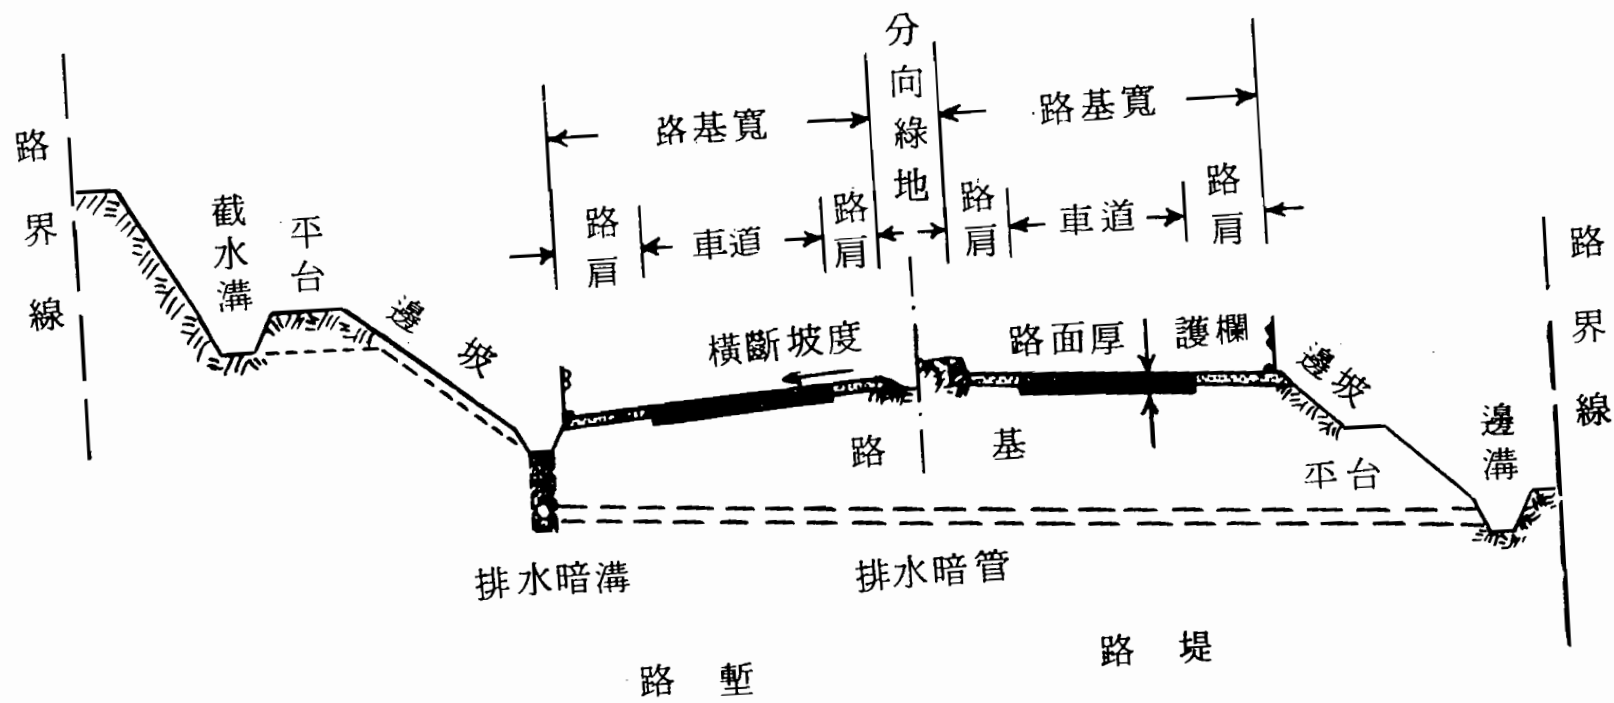 分向綠地
路基寬
路基寬
路界線
截水溝
平台
路肩
車道
路肩
路肩
車道
路肩
路界線
邊坡
橫斷坡度
路面厚
護欄
邊坡
路基
平台
邊溝
排水暗溝
排水暗管
路塹
路堤